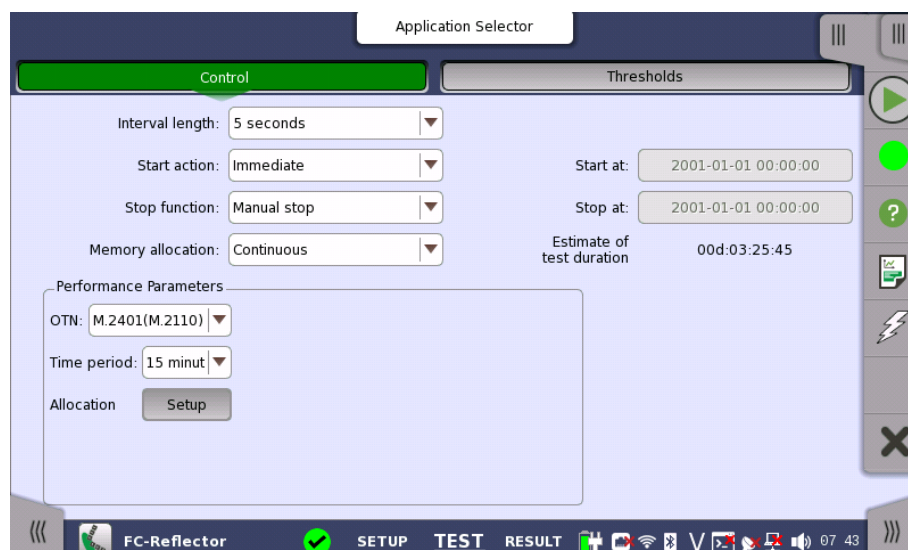 Application Selector
Control Thresholds
Interval length: 5 seconds
Start action: Immediate Start at: 2001-01-01 00:00:00
Stop function: Manual stop Stop at: 2001-01-01 00:00:00
Memory allocation: Continuous Estimate of test duration 00d:03:25:45
Performance Parameters
OTN: M.2401(M.2110)
Time period: 15 minut
Allocation Setup
FC-Reflector SETUP TEST RESULT 07 43